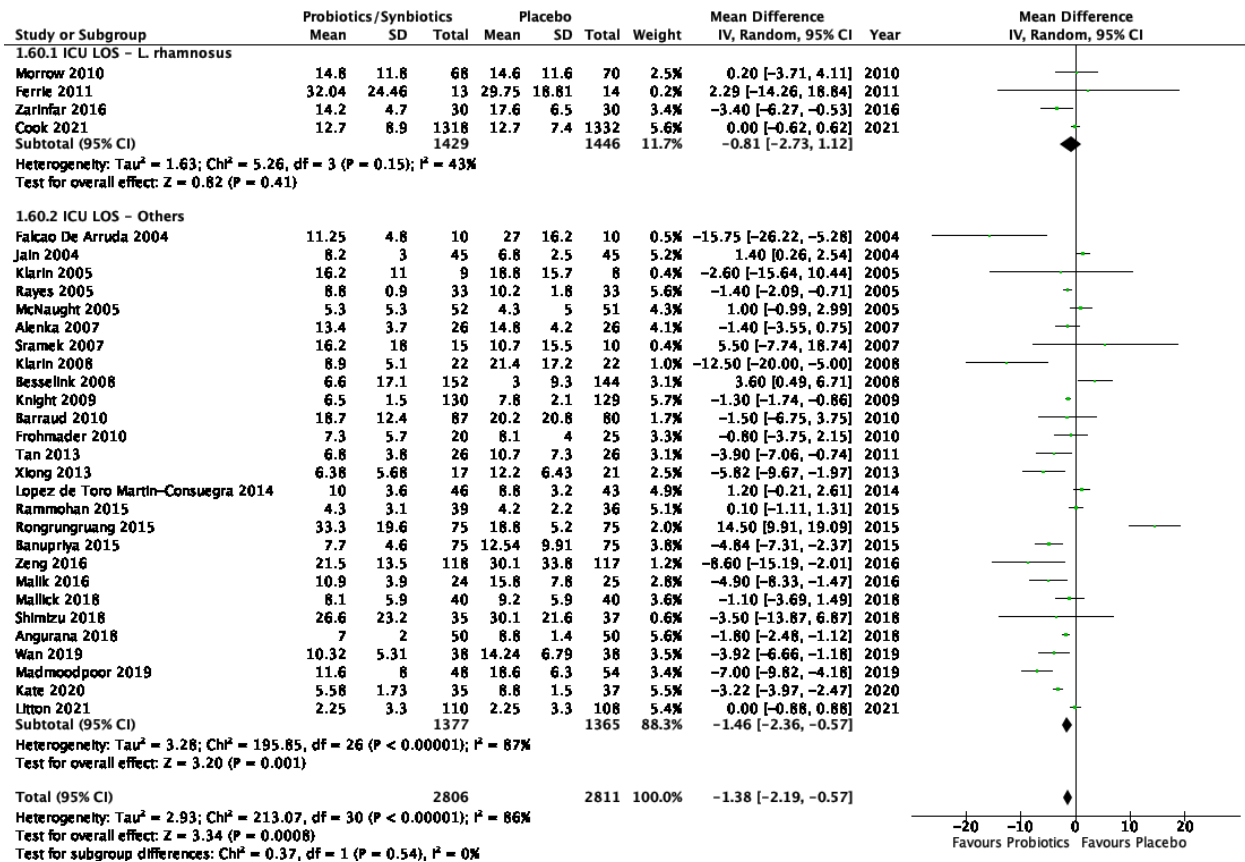 Probiotics/Synbiotics Placebo Mean Difference Mean Difference
Study or Subgroup Mean SD Total Mean SD Total Weight IV, Random, 95% CI Year IV, Random, 95% CI
1.60.1 ICU LOS – L. rhamnosus
Morrow 2010 14.8 11.8 68 14.6 11.6 70 2.5% 0.20 [−3.71, 4.11] 2010
Ferrie 2011 32.04 24.46 13 29.75 18.81 14 0.2% 2.29 [−14.26, 18.84] 2011
Zarinfar 2016 14.2 4.7 30 17.6 6.5 30 3.4% −3.40 [−6.27, −0.53] 2016
Cook 2021 12.7 8.9 1318 12.7 7.4 1332 5.6% 0.00 [−0.62, 0.62] 2021
Subtotal (95% CI) 1429 1446 11.7% −0.81 [−2.73, 1.12]
Heterogeneity: Tau² = 1.63; Chi² = 5.26, df = 3 (P = 0.15); I² = 43%
Test for overall effect: Z = 0.82 (P = 0.41)
1.60.2 ICU LOS – Others
Falcao De Arruda 2004 11.25 4.8 10 27 16.2 10 0.5% −15.75 [−26.22, −5.28] 2004
Jain 2004 8.2 3 45 6.8 2.5 45 5.2% 1.40 [0.26, 2.54] 2004
Klarin 2005 16.2 11 9 18.8 15.7 8 0.4% −2.60 [−15.64, 10.44] 2005
Rayes 2005 8.8 0.9 33 10.2 1.8 33 5.6% −1.40 [−2.09, −0.71] 2005
McNaught 2005 5.3 5.3 52 4.3 5 51 4.3% 1.00 [−0.99, 2.99] 2005
Alenka 2007 13.4 3.7 26 14.8 4.2 26 4.1% −1.40 [−3.55, 0.75] 2007
Sramek 2007 16.2 18 15 10.7 15.5 10 0.4% 5.50 [−7.74, 18.74] 2007
Klarin 2008 8.9 5.1 22 21.4 17.2 22 1.0% −12.50 [−20.00, −5.00] 2008
Besselink 2008 6.6 17.1 152 3 9.3 144 3.1% 3.60 [0.49, 6.71] 2008
Knight 2009 6.5 1.5 130 7.8 2.1 129 5.7% −1.30 [−1.74, −0.86] 2009
Barraud 2010 18.7 12.4 87 20.2 20.8 80 1.7% −1.50 [−6.75, 3.75] 2010
Frohmader 2010 7.3 5.7 20 8.1 4 25 3.3% −0.80 [−3.75, 2.15] 2010
Tan 2013 6.8 3.8 26 10.7 7.3 26 3.1% −3.90 [−7.06, −0.74] 2011
Xiong 2013 6.38 5.68 17 12.2 6.43 21 2.5% −5.82 [−9.67, −1.97] 2013
Lopez de Toro Martin–Consuegra 2014 10 3.6 46 8.8 3.2 43 4.9% 1.20 [−0.21, 2.61] 2014
Rammohan 2015 4.3 3.1 39 4.2 2.2 36 5.1% 0.10 [−1.11, 1.31] 2015
Rongrungruang 2015 33.3 19.6 75 18.8 5.2 75 2.0% 14.50 [9.91, 19.09] 2015
Banupriya 2015 7.7 4.6 75 12.54 9.91 75 3.8% −4.84 [−7.31, −2.37] 2015
Zeng 2016 21.5 13.5 118 30.1 33.8 117 1.2% −8.60 [−15.19, −2.01] 2016
Malik 2016 10.9 3.9 24 15.8 7.8 25 2.8% −4.90 [−8.33, −1.47] 2016
Mallick 2018 8.1 5.9 40 9.2 5.9 40 3.6% −1.10 [−3.69, 1.49] 2018
Shimizu 2018 26.6 23.2 35 30.1 21.6 37 0.6% −3.50 [−13.87, 6.87] 2018
Angurana 2018 7 2 50 8.8 1.4 50 5.6% −1.80 [−2.48, −1.12] 2018
Wan 2019 10.32 5.31 38 14.24 6.79 38 3.5% −3.92 [−6.66, −1.18] 2019
Madmoodpoor 2019 11.6 8 48 18.6 6.3 54 3.4% −7.00 [−9.82, −4.18] 2019
Kate 2020 5.58 1.73 35 8.8 1.5 37 5.5% −3.22 [−3.97, −2.47] 2020
Litton 2021 2.25 3.3 110 2.25 3.3 108 5.4% 0.00 [−0.88, 0.88] 2021
Subtotal (95% CI) 1377 1365 88.3% −1.46 [−2.36, −0.57]
Heterogeneity: Tau² = 3.28; Chi² = 195.85, df = 26 (P < 0.00001); I² = 87%
Test for overall effect: Z = 3.20 (P = 0.001)
Total (95% CI) 2806 2811 100.0% −1.38 [−2.19, −0.57]
Heterogeneity: Tau² = 2.93; Chi² = 213.07, df = 30 (P < 0.00001); I² = 86%
Test for overall effect: Z = 3.34 (P = 0.0008)
Test for subgroup differences: Chi² = 0.37, df = 1 (P = 0.54), I² = 0%
−20 −10 0 10 20
Favours Probiotics Favours Placebo